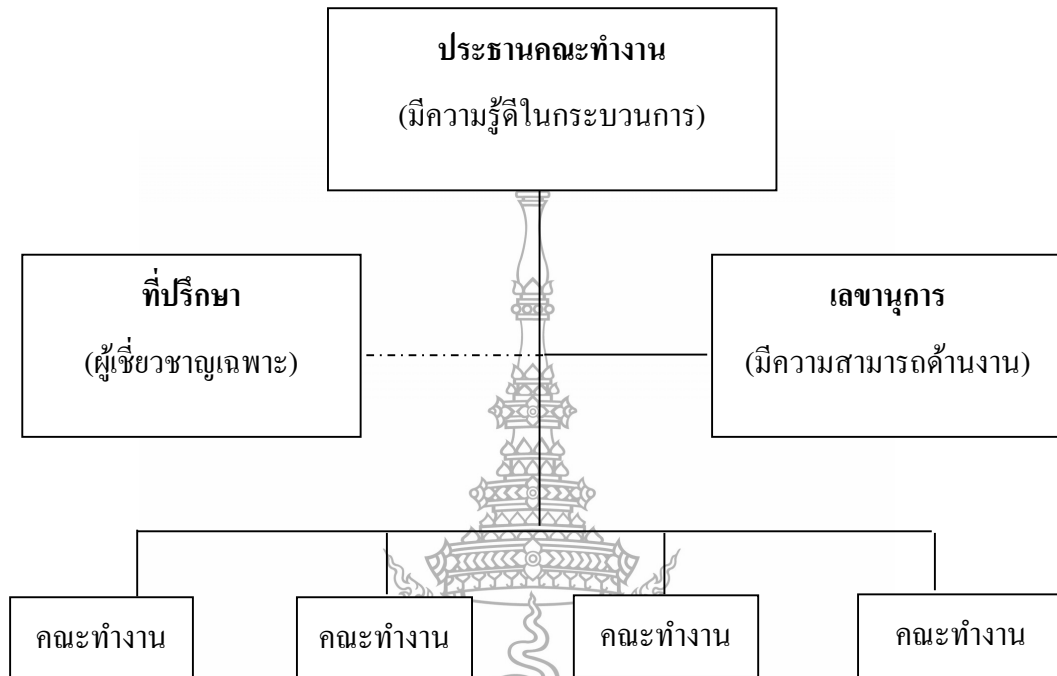 ประธานคณะทำงาน
(มีความรู้ดีในกระบวนการ)
ที่ปรึกษา
(ผู้เชี่ยวชาญเฉพาะ)
เลขานุการ
(มีความสามารถด้านงาน)
คณะทำงาน
คณะทำงาน
คณะทำงาน
คณะทำงาน